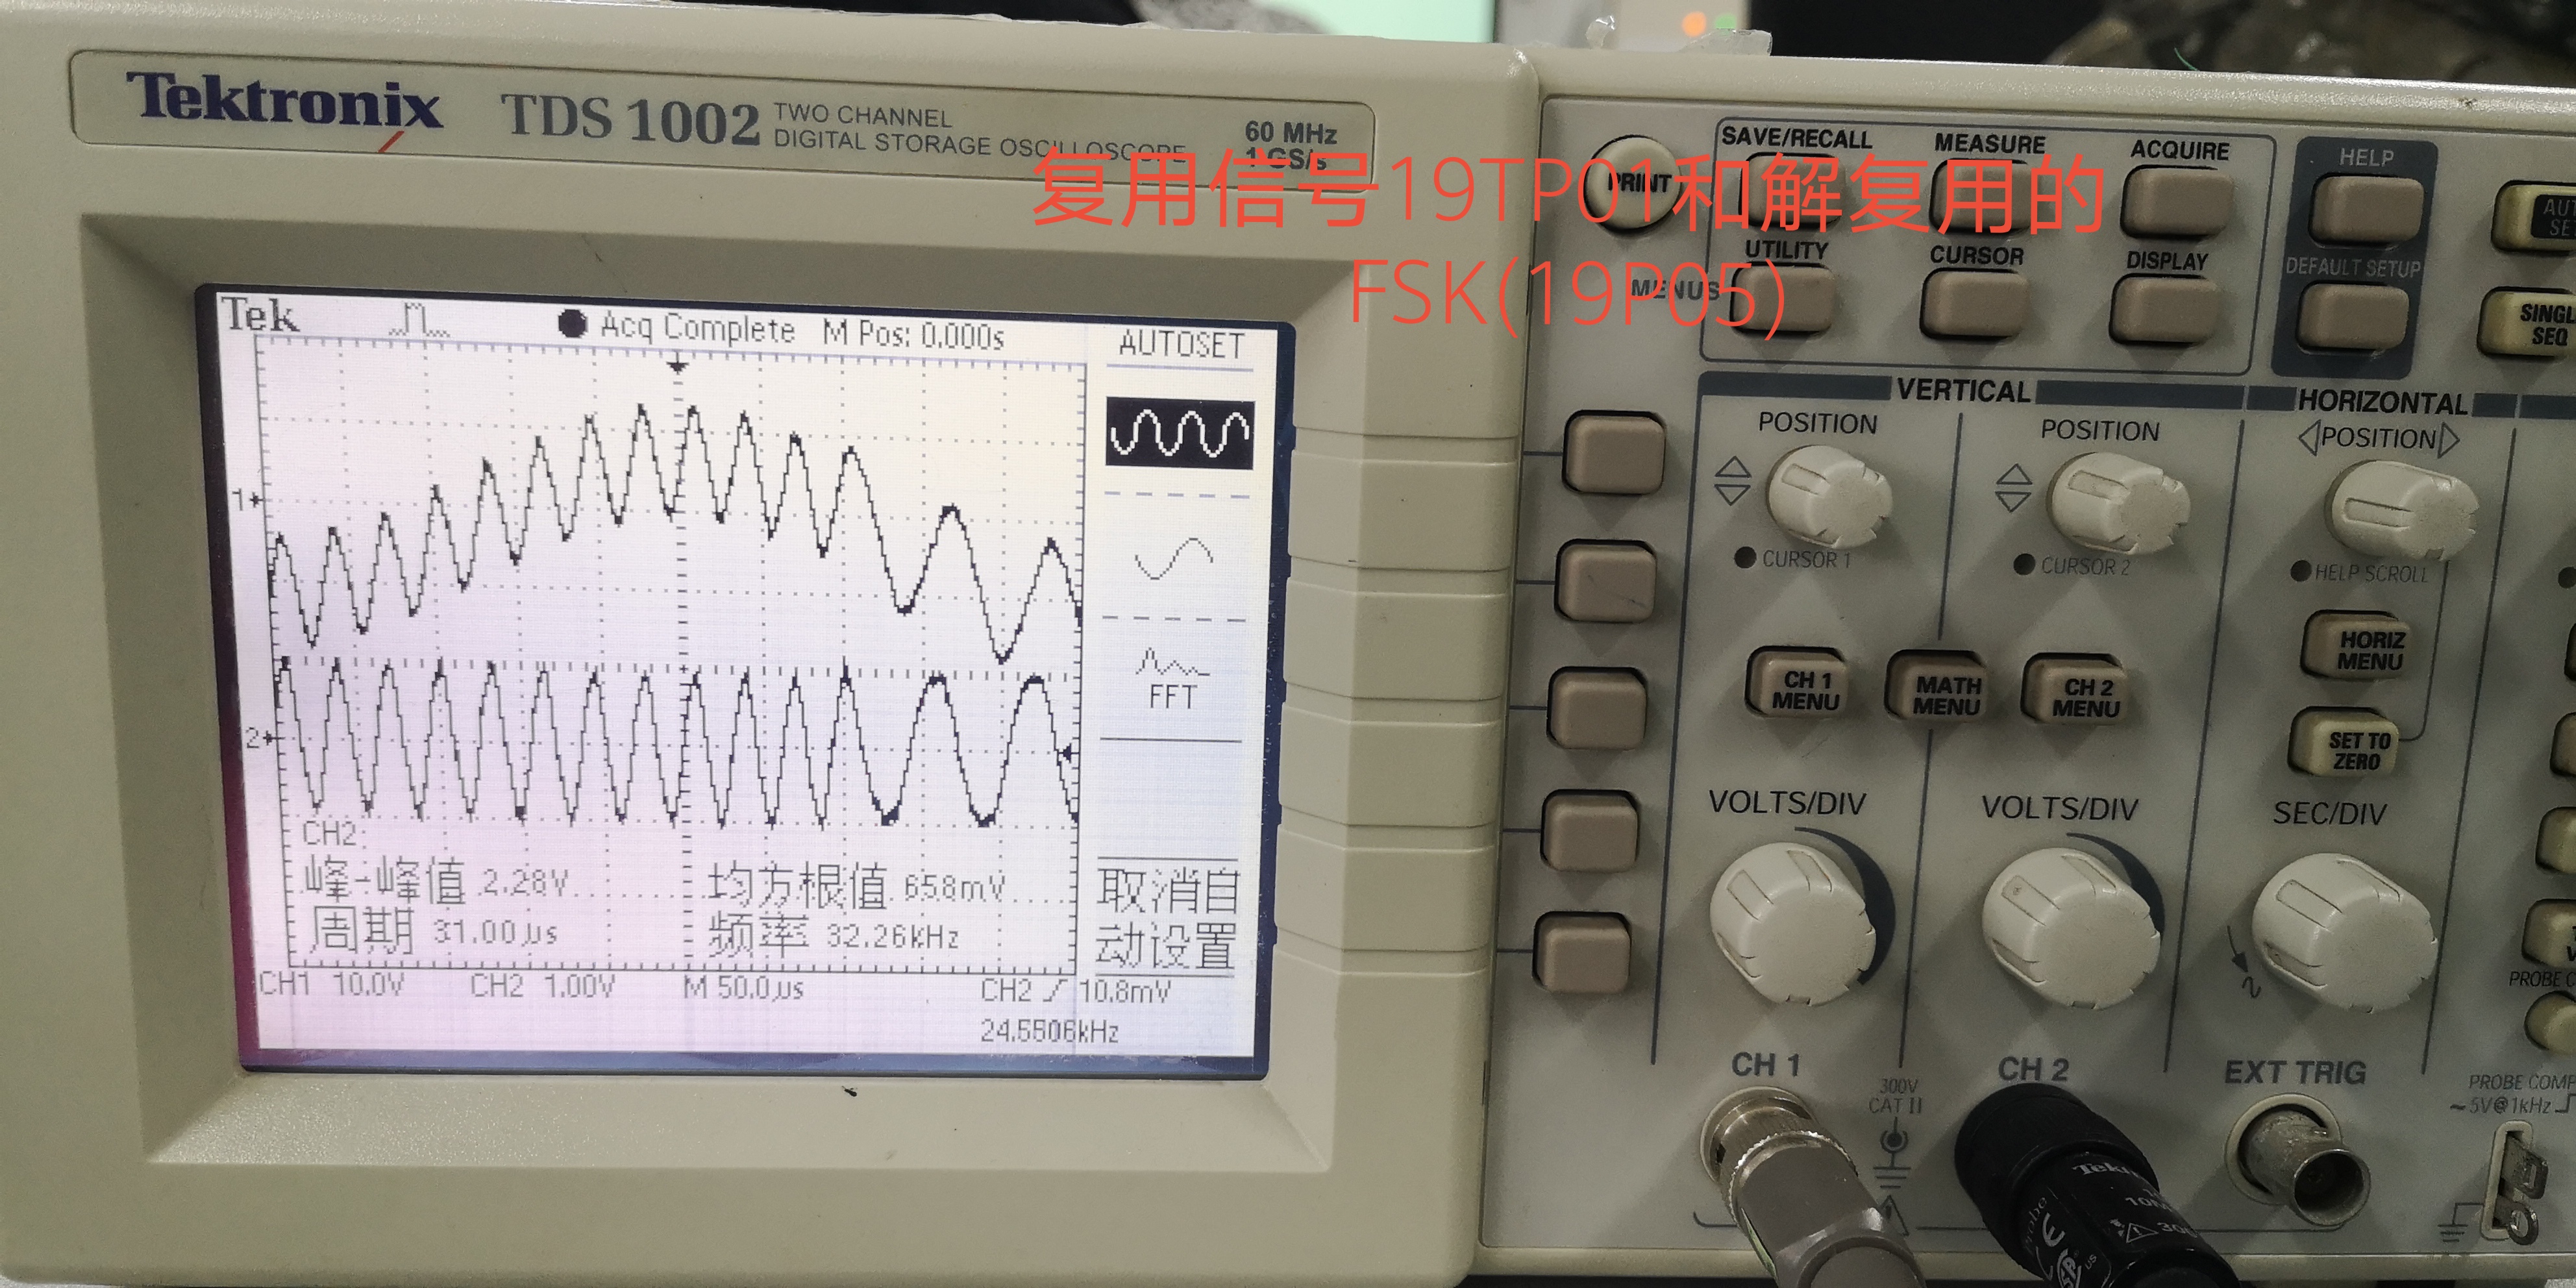 Tektronix
TDS 1002
TWO CHANNEL
DIGITAL STORAGE OSCILLOSCOPE
60 MHz
1 GS/s
复用信号19TP01和解复用的
FSK(19P05)
Tek
Acq Complete
M Pos: 0.000s
AUTOSET
1
2
FFT
CH2
峰-峰值 2.28V
均方根值 658mV
周期 31.00µs
频率 32.26kHz
取消自
动设置
CH1 10.0V
CH2 1.00V
M 50.0µs
CH2
10.8mV
24.5506kHz
PRINT
SAVE/RECALL
MEASURE
ACQUIRE
UTILITY
CURSOR
DISPLAY
MENUS
HELP
DEFAULT SETUP
SINGL
SEQ
VERTICAL
HORIZONTAL
POSITION
POSITION
POSITION
CURSOR 1
CURSOR 2
HELP SCROLL
CH 1
MENU
MATH
MENU
CH 2
MENU
HORIZ
MENU
SET TO
ZERO
VOLTS/DIV
VOLTS/DIV
SEC/DIV
CH 1
CH 2
EXT TRIG
300V
CAT II
PROBE COMP
~5V@1kHz